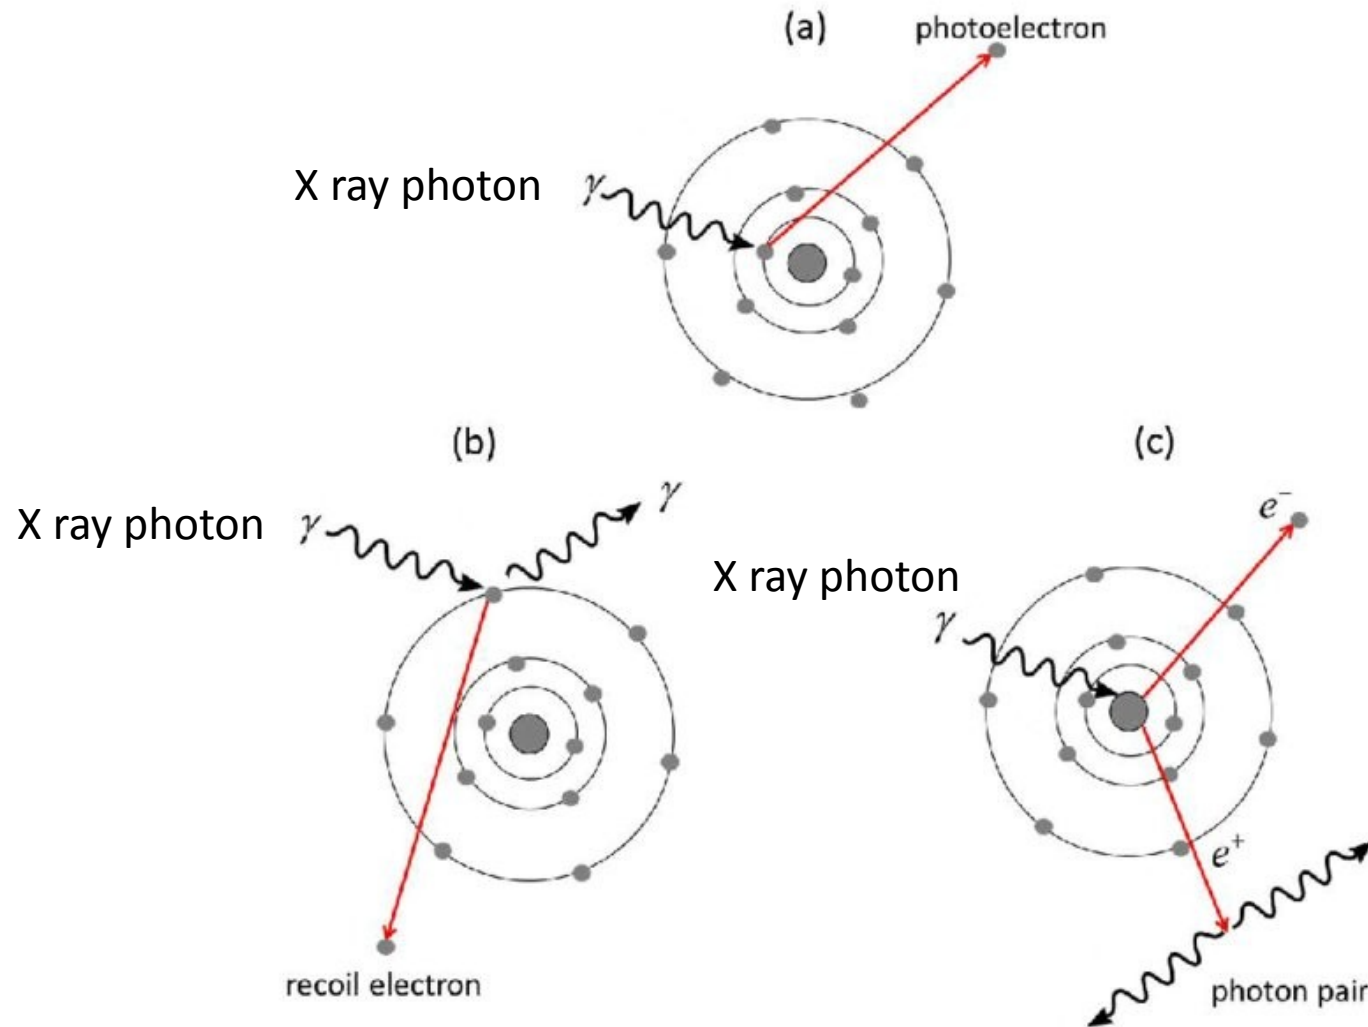 (a)
photoelectron
X ray photon
γ
(b)
(c)
γ
X ray photon
γ
e⁻
X ray photon
γ
e⁺
recoil electron
photon pair